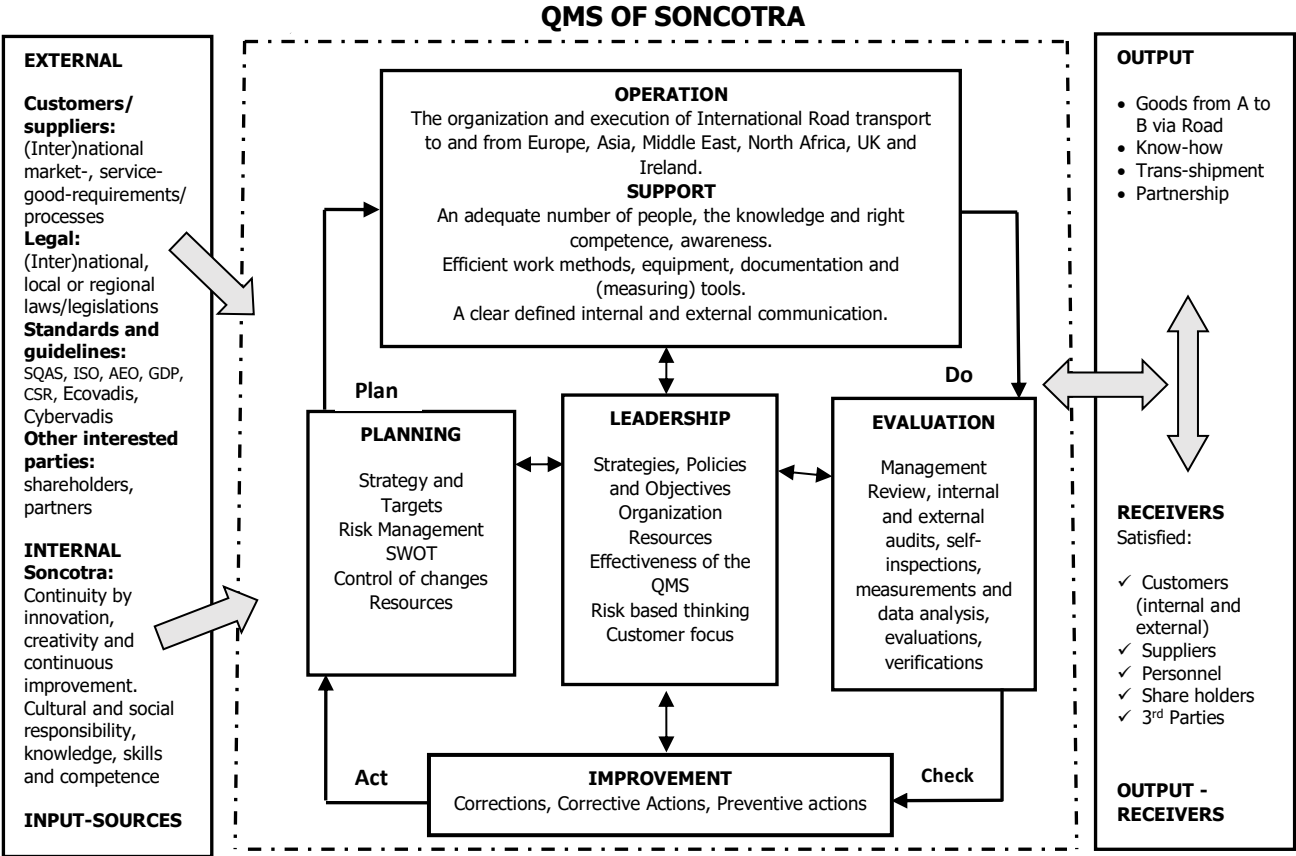 QMS OF SONCOTRA
EXTERNAL
Customers/
suppliers:
(Inter)national
market-, service-
good-requirements/
processes
Legal:
(Inter)national,
local or regional
laws/legislations
Standards and
guidelines:
SQAS, ISO, AEO, GDP,
CSR, Ecovadis,
Cybervadis
Other interested
parties:
shareholders,
partners
INTERNAL
Soncotra:
Continuity by
innovation,
creativity and
continuous
improvement.
Cultural and social
responsibility,
knowledge, skills
and competence
INPUT-SOURCES
OPERATION
The organization and execution of International Road transport
to and from Europe, Asia, Middle East, North Africa, UK and
Ireland.
SUPPORT
An adequate number of people, the knowledge and right
competence, awareness.
Efficient work methods, equipment, documentation and
(measuring) tools.
A clear defined internal and external communication.
Plan
Do
PLANNING
Strategy and
Targets
Risk Management
SWOT
Control of changes
Resources
LEADERSHIP
Strategies, Policies
and Objectives
Organization
Resources
Effectiveness of the
QMS
Risk based thinking
Customer focus
EVALUATION
Management
Review, internal
and external
audits, self-
inspections,
measurements and
data analysis,
evaluations,
verifications
Act
Check
IMPROVEMENT
Corrections, Corrective Actions, Preventive actions
OUTPUT
• Goods from A to
B via Road
• Know-how
• Trans-shipment
• Partnership
RECEIVERS
Satisfied:
✓ Customers
(internal and
external)
✓ Suppliers
✓ Personnel
✓ Share holders
✓ 3rd Parties
OUTPUT -
RECEIVERS